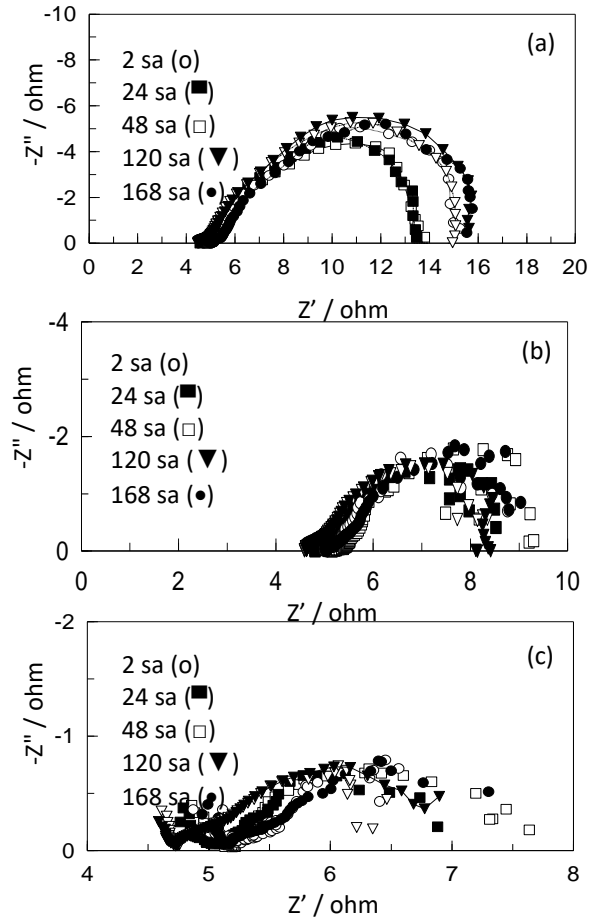 -10
(a)
2 sa (o)
-8
24 sa (■)
48 sa (□)
-6
120 sa (▼)
-4
168 sa (●)
-2
0
-Z'' / ohm
0 2 4 6 8 10 12 14 16 18 20
Z' / ohm
-4
(b)
2 sa (o)
24 sa (■)
48 sa (□)
-2
120 sa (▼)
168 sa (●)
0
-Z'' / ohm
0 2 4 6 8 10
Z' / ohm
-2
(c)
2 sa (o)
24 sa (■)
48 sa (□)
-1
120 sa (▼)
168 sa (●)
0
-Z'' / ohm
4 5 6 7 8
Z' / ohm